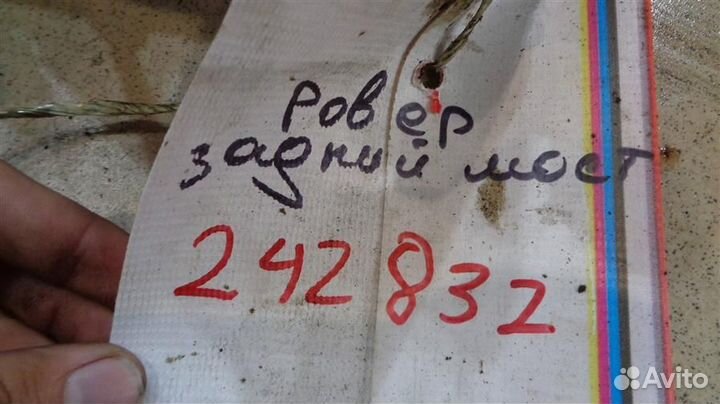 Ровер
задний мост
242832
Avito